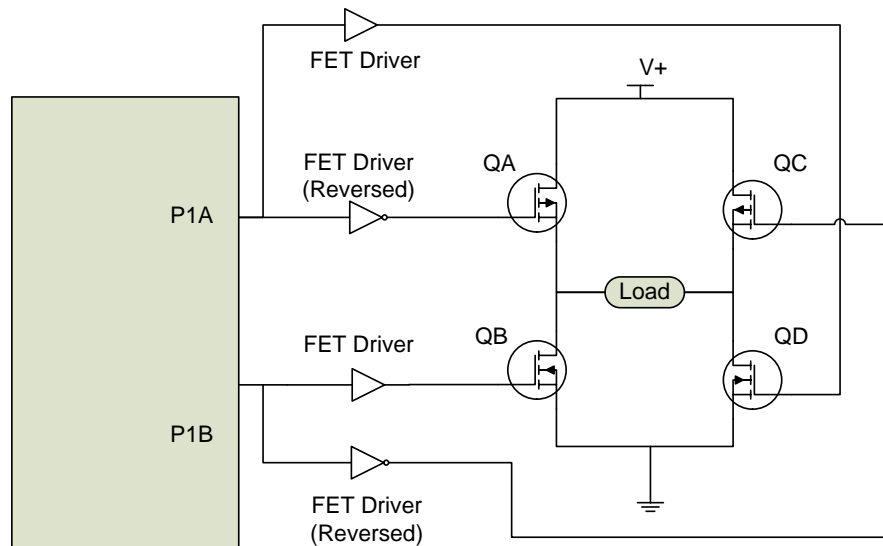 FET Driver
V+
FET Driver
(Reversed)
QA
QC
P1A
Load
FET Driver
QB
QD
P1B
FET Driver
(Reversed)